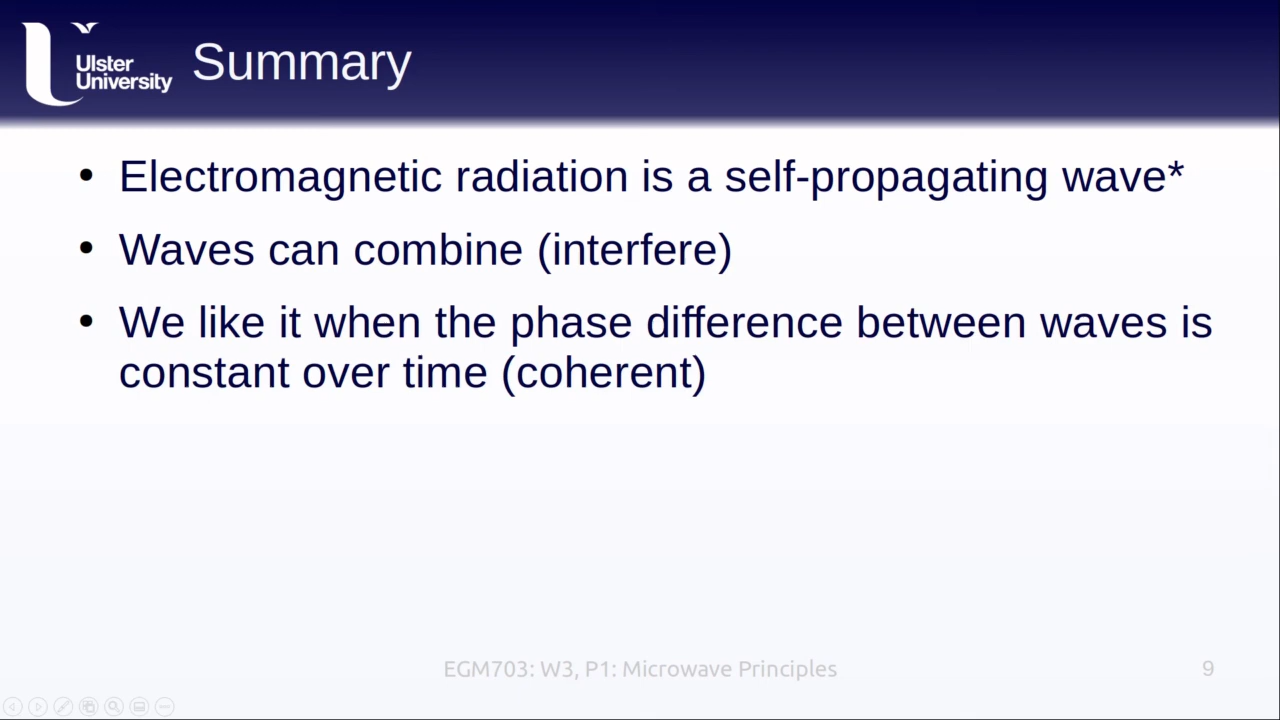 Ulster
University
Summary
• Electromagnetic radiation is a self-propagating wave*
• Waves can combine (interfere)
• We like it when the phase difference between waves is
constant over time (coherent)
EGM703: W3, P1: Microwave Principles
9